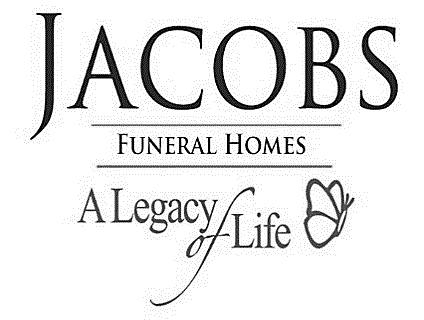 JACOBS
FUNERAL HOMES
A Legacy of Life